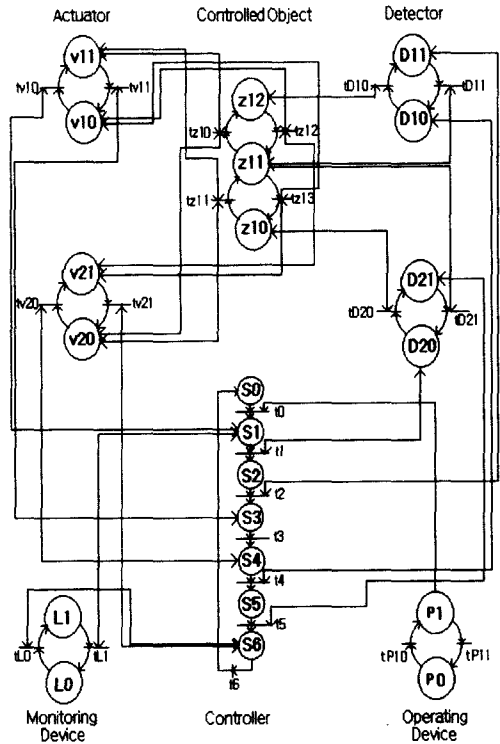 Actuator
Controlled Object
Detector
v11
D11
tv10
tv11
z12
tD10
tD11
v10
D10
tz10
tz12
z11
tz11
tz13
z10
v21
D21
tv20
tv21
tD20
tD21
v20
D20
S0
t0
S1
t1
S2
t2
S3
t3
S4
t4
S5
t5
L1
P1
S6
tL0
tL1
tP10
tP11
t6
L0
P0
Monitoring
Device
Controller
Operating
Device